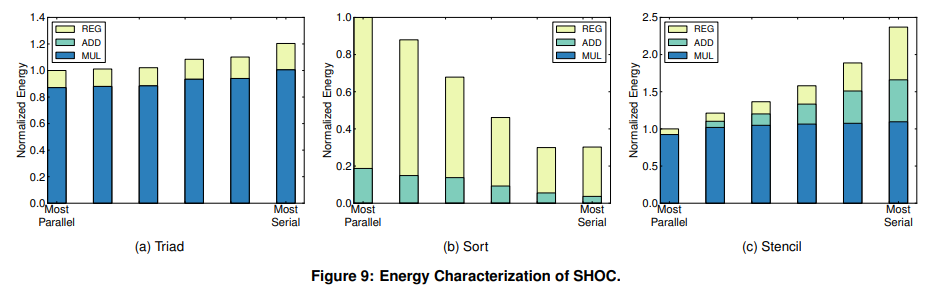 1.4
1.2
1.0
0.8
0.6
0.4
0.2
0.0
Normalized Energy
REG
ADD
MUL
Most Parallel
Most Serial
(a) Triad
1.0
0.8
0.6
0.4
0.2
0.0
Normalized Energy
REG
ADD
MUL
Most Parallel
Most Serial
(b) Sort
2.5
2.0
1.5
1.0
0.5
0.0
Normalized Energy
REG
ADD
MUL
Most Parallel
Most Serial
(c) Stencil
Figure 9: Energy Characterization of SHOC.